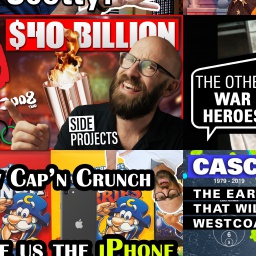 $40 BILLION
SIDE
PROJECTS
THE OTHE
WAR
HEROES
CAP'N CRUNCH
E US THE iPHONE
CASC
1979 - 2019
THE EAR
THAT WIL
WESTCOA